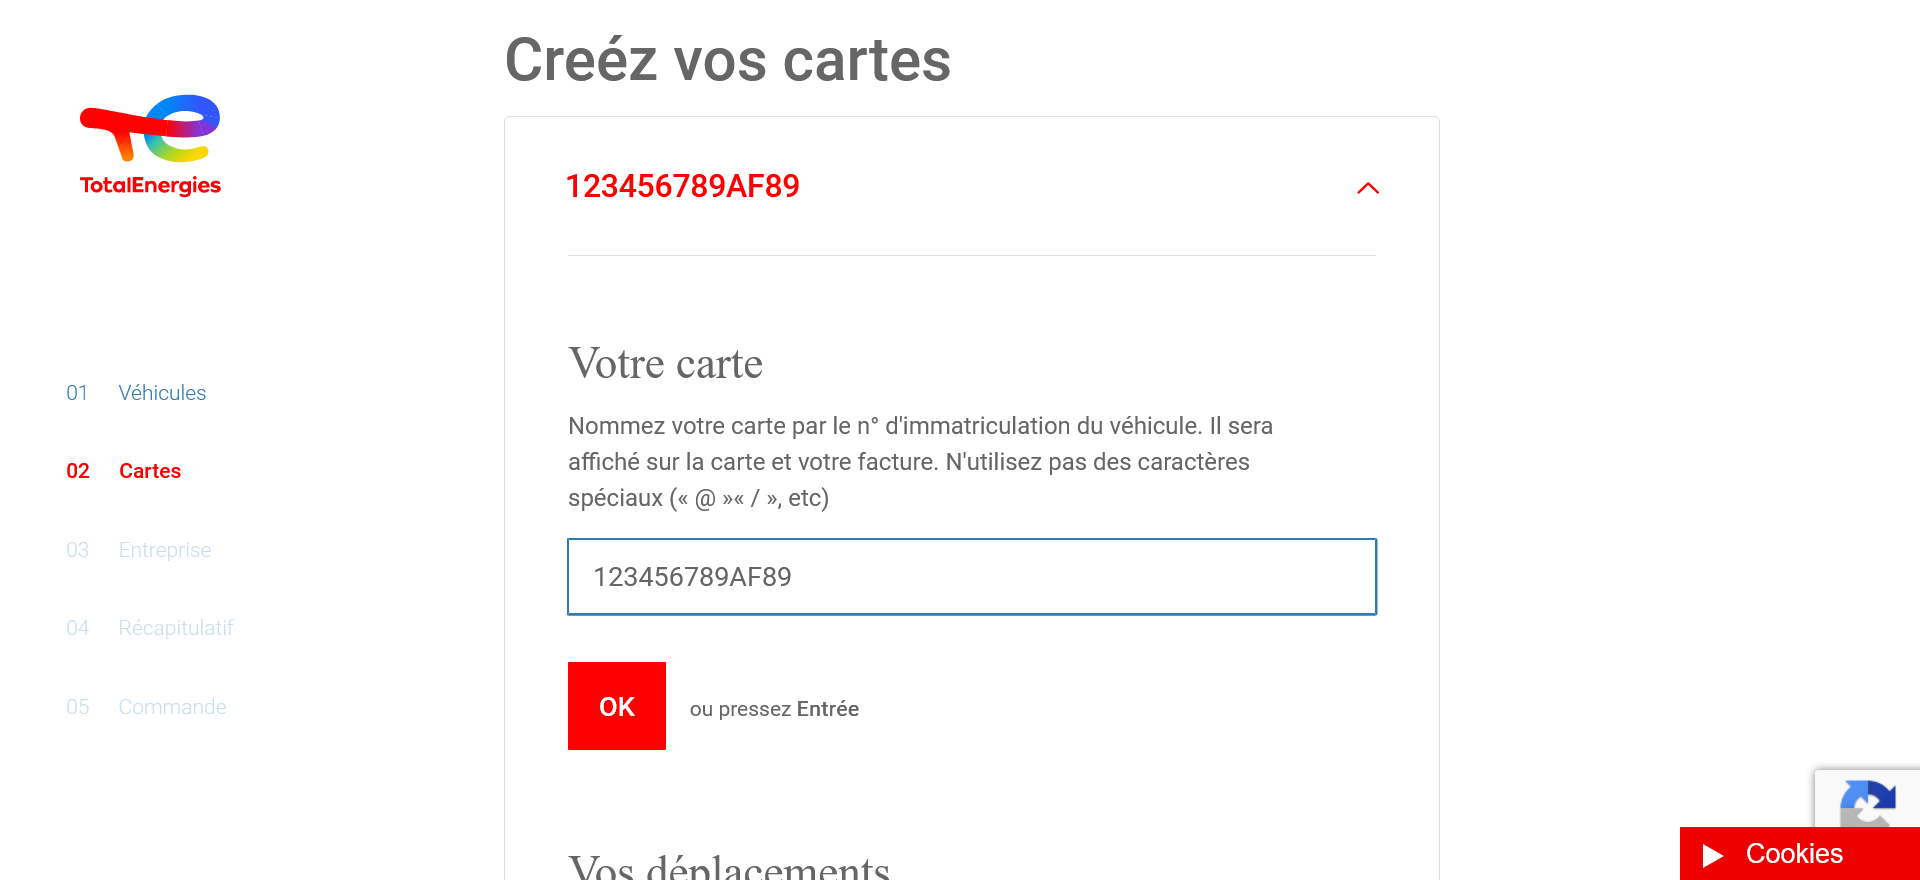 Creéz vos cartes
TotalEnergies
123456789AF89
01 Véhicules
02 Cartes
03 Entreprise
04 Récapitulatif
05 Commande
Votre carte
Nommez votre carte par le n° d'immatriculation du véhicule. Il sera
affiché sur la carte et votre facture. N'utilisez pas des caractères
spéciaux (« @ »« / », etc)
123456789AF89
OK ou pressez Entrée
Vos déplacements
Cookies